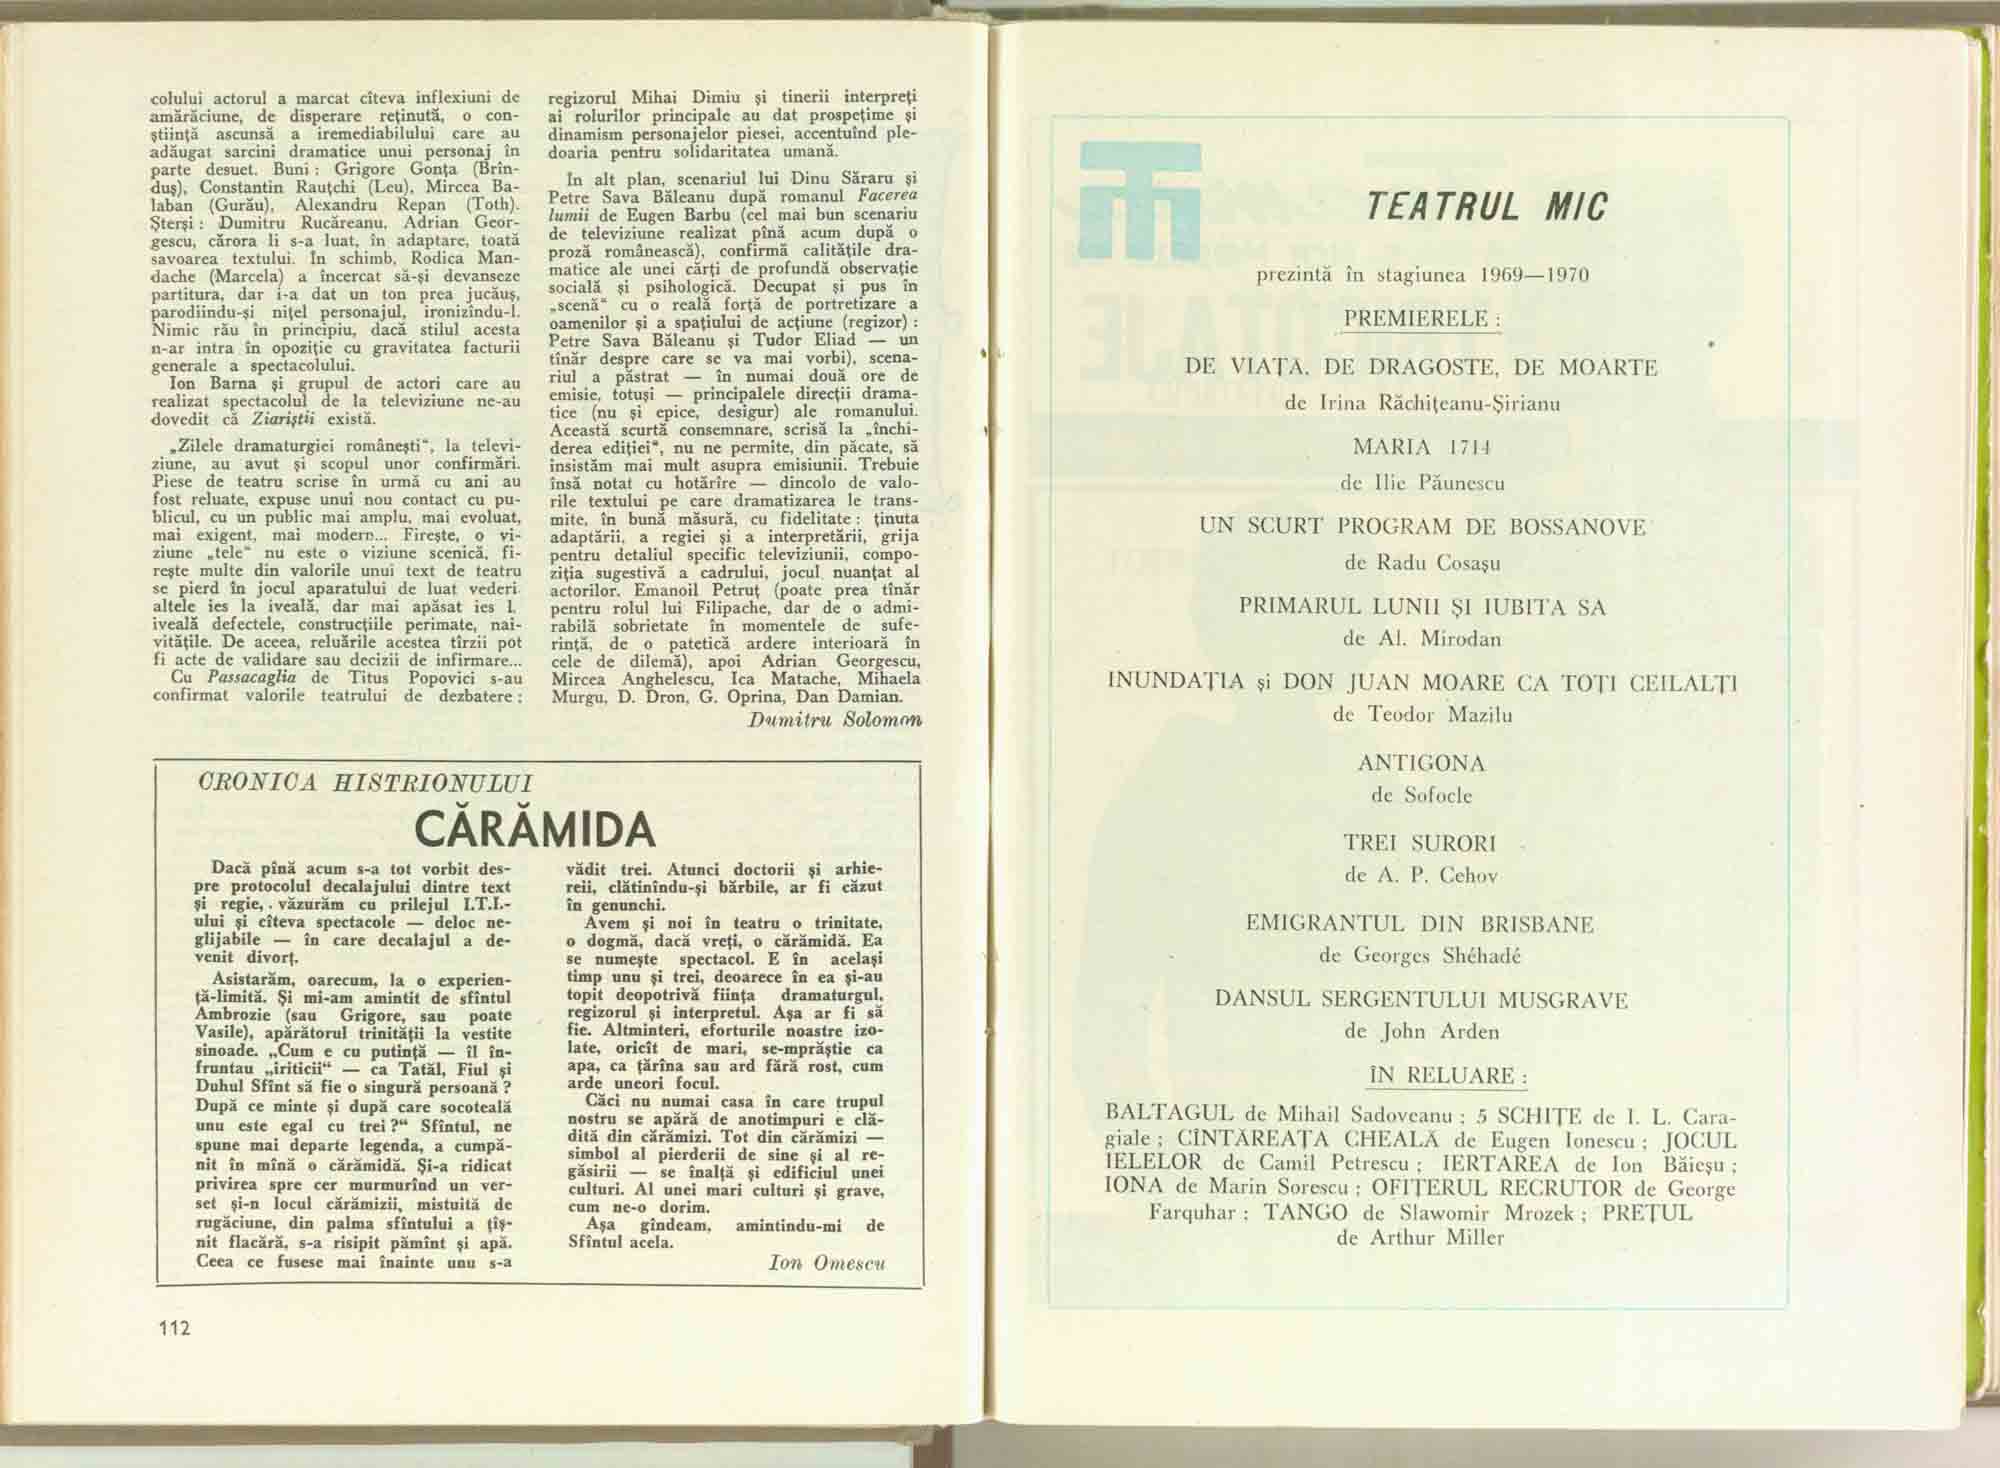 colului actorul a marcat cîteva inflexiuni de
amărăciune, de disperare reținută, o con-
știință ascunsă a iremediabilului care au
adăugat sarcini dramatice unui personaj în
parte desuet. Buni : Grigore Gonța (Brîn-
duș), Constantin Rauțchi (Leu), Mircea Ba-
laban (Gurău), Alexandru Repan (Toth).
Șterși : Dumitru Rucăreanu, Adrian Geor-
gescu, cărora li s-a luat, în adaptare, toată
savoarea textului. In schimb, Rodica Man-
dache (Marcela) a încercat să-și devanseze
partitura, dar i-a dat un ton prea jucăuș,
parodiindu-și nițel personajul, ironizîndu-l.
Nimic rău în principiu, dacă stilul acesta
n-ar intra în opoziție cu gravitatea facturii
generale a spectacolului.
Ion Barna și grupul de actori care au
realizat spectacolul de la televiziune ne-au
dovedit că Ziariștii există.
„Zilele dramaturgiei românești“, la televi-
ziune, au avut și scopul unor confirmări.
Piese de teatru scrise în urmă cu ani au
fost reluate, expuse unui nou contact cu pu-
blicul, cu un public mai amplu, mai evoluat,
mai exigent, mai modern... Firește, o vi-
ziune „tele“ nu este o viziune scenică, fi-
rește multe din valorile unui text de teatru
se pierd în jocul aparatului de luat vederi
altele ies la iveală, dar mai apăsat ies l.
iveală defectele, construcțiile perimate, nai-
vitățile. De aceea, reluările acestea tîrzii pot
fi acte de validare sau decizii de infirmare...
Cu Passacaglia de Titus Popovici s-au
confirmat valorile teatrului de dezbatere ;
regizorul Mihai Dimiu și tinerii interpreți
ai rolurilor principale au dat prospețime și
dinamism personajelor piesei, accentuînd ple-
doaria pentru solidaritatea umană.
In alt plan, scenariul lui Dinu Săraru și
Petre Sava Băleanu după romanul Facerea
lumii de Eugen Barbu (cel mai bun scenariu
de televiziune realizat pînă acum după o
proză românească), confirmă calitățile dra-
matice ale unei cărți de profundă observație
socială și psihologică. Decupat și pus în
„scenă“ cu o reală forță de portretizare a
oamenilor și a spațiului de acțiune (regizor) :
Petre Sava Băleanu și Tudor Eliad — un
tînăr despre care se va mai vorbi), scena-
riul a păstrat — în numai două ore de
emisie, totuși — principalele direcții drama-
tice (nu și epice, desigur) ale romanului.
Această scurtă consemnare, scrisă la „închi-
derea ediției“, nu ne permite, din păcate, să
insistăm mai mult asupra emisiunii. Trebuie
însă notat cu hotărîre — dincolo de valo-
rile textului pe care dramatizarea le trans-
mite, în bună măsură, cu fidelitate : ținuta
adaptării, a regiei și a interpretării, grija
pentru detaliul specific televiziunii, compo-
ziția sugestivă a cadrului, jocul nuanțat al
actorilor. Emanoil Petruț (poate prea tînăr
pentru rolul lui Filipache, dar de o admi-
rabilă sobrietate în momentele de sufe-
rință, de o patetică ardere interioară în
cele de dilemă), apoi Adrian Georgescu,
Mircea Anghelescu, Ica Matache, Mihaela
Murgu, D. Dron, G. Oprina, Dan Damian.
Dumitru Solomon
CRONICA HISTRIONULUI
CĂRĂMIDA
Dacă pînă acum s-a tot vorbit des-
pre protocolul decalajului dintre text
și regie, văzurăm cu prilejul I.T.I.-
ului și cîteva spectacole — deloc ne-
glijabile — în care decalajul a de-
venit divorț.
Asistarăm, oarecum, la o experien-
ță-limită. Și mi-am amintit de sfîntul
Ambrozie (sau Grigore, sau poate
Vasile), apărătorul trinității la vestite
sinoade. „Cum e cu putință — îl în-
fruntau „iriticii“ — ca Tatăl, Fiul și
Duhul Sfînt să fie o singură persoană ?
După ce minte și după care socoteală
unu este egal cu trei ?“ Sfîntul, ne
spune mai departe legenda, a cumpă-
nit în mînă o cărămidă. Și-a ridicat
privirea spre cer murmurînd un ver-
set și-n locul cărămizii, mistuită de
rugăciune, din palma sfîntului a țîș-
nit flacără, s-a risipit pămînt și apă.
Ceea ce fusese mai înainte unu s-a
vădit trei. Atunci doctorii și arhie-
reii, clătinîndu-și bărbile, ar fi căzut
în genunchi.
Avem și noi în teatru o trinitate,
o dogmă, dacă vreți, o cărămidă. Ea
se numește spectacol. E în același
timp unu și trei, deoarece în ea și-au
topit deopotrivă ființa dramaturgul,
regizorul și interpretul. Așa ar fi să
fie. Altminteri, eforturile noastre izo-
late, oricît de mari, se-mprăștie ca
apa, ca țărîna sau ard fără rost, cum
arde uneori focul.
Căci nu numai casa în care trupul
nostru se apără de anotimpuri e clă-
dită din cărămizi. Tot din cărămizi —
simbol al pierderii de sine și al re-
găsirii — se înalță și edificiul unei
culturi. Al unei mari culturi și grave,
cum ne-o dorim.
Așa gîndeam, amintindu-mi de
Sfîntul acela.
Ion Omescu
112
TEATRUL MIC
prezintă în stagiunea 1969—1970
PREMIERELE :
DE VIAȚĂ, DE DRAGOSTE, DE MOARTE
de Irina Răchițeanu-Șirianu
MARIA 1714
de Ilie Păunescu
UN SCURT PROGRAM DE BOSSANOVE
de Radu Cosașu
PRIMARUL LUNII ȘI IUBITA SA
de Al. Mirodan
INUNDAȚIA și DON JUAN MOARE CA TOȚI CEILALȚI
de Teodor Mazilu
ANTIGONA
de Sofocle
TREI SURORI
de A. P. Cehov
EMIGRANTUL DIN BRISBANE
de Georges Shéhadé
DANSUL SERGENTULUI MUSGRAVE
de John Arden
ÎN RELUARE :
BALTAGUL de Mihail Sadoveanu ; 5 SCHIȚE de I. L. Cara-
giale ; CÎNTĂREAȚA CHEALĂ de Eugen Ionescu ; JOCUL
IELELOR de Camil Petrescu ; IERTAREA de Ion Băieșu ;
IONA de Marin Sorescu ; OFIȚERUL RECRUTOR de George
Farquhar ; TANGO de Slawomir Mrozek ; PREȚUL
de Arthur Miller